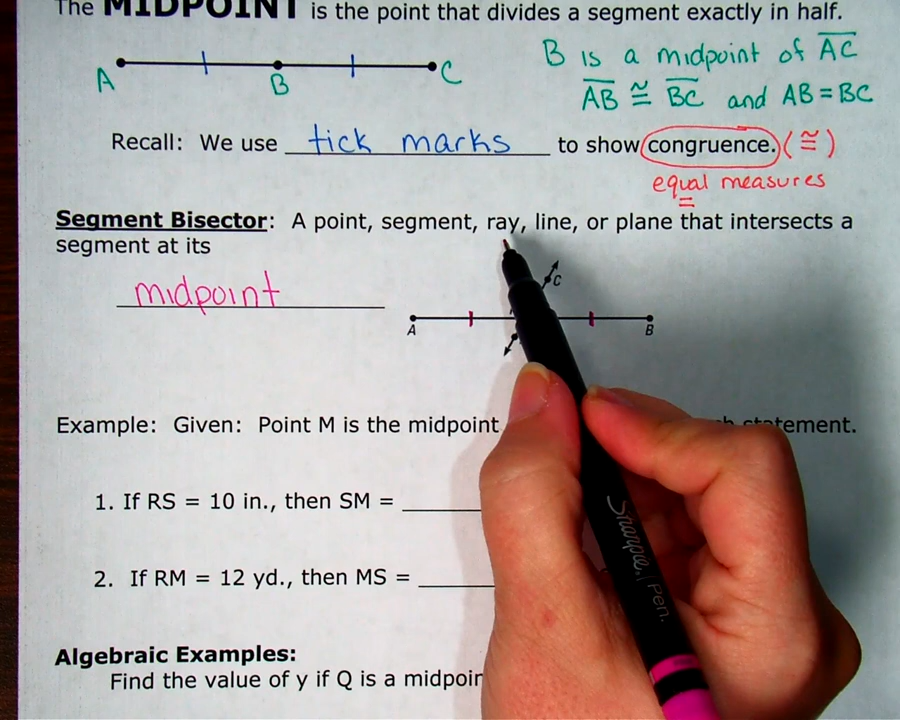 The MIDPOINT is the point that divides a segment exactly in half.
A B C
B is a midpoint of AC
AB ≅ BC and AB = BC
Recall: We use tick marks to show congruence. (≅)
equal measures
Segment Bisector: A point, segment, ray, line, or plane that intersects a
segment at its
midpoint
C
A B
Example: Given: Point M is the midpoint statement.
1. If RS = 10 in., then SM =
2. If RM = 12 yd., then MS =
Sharpie. Pen.
Algebraic Examples:
Find the value of y if Q is a